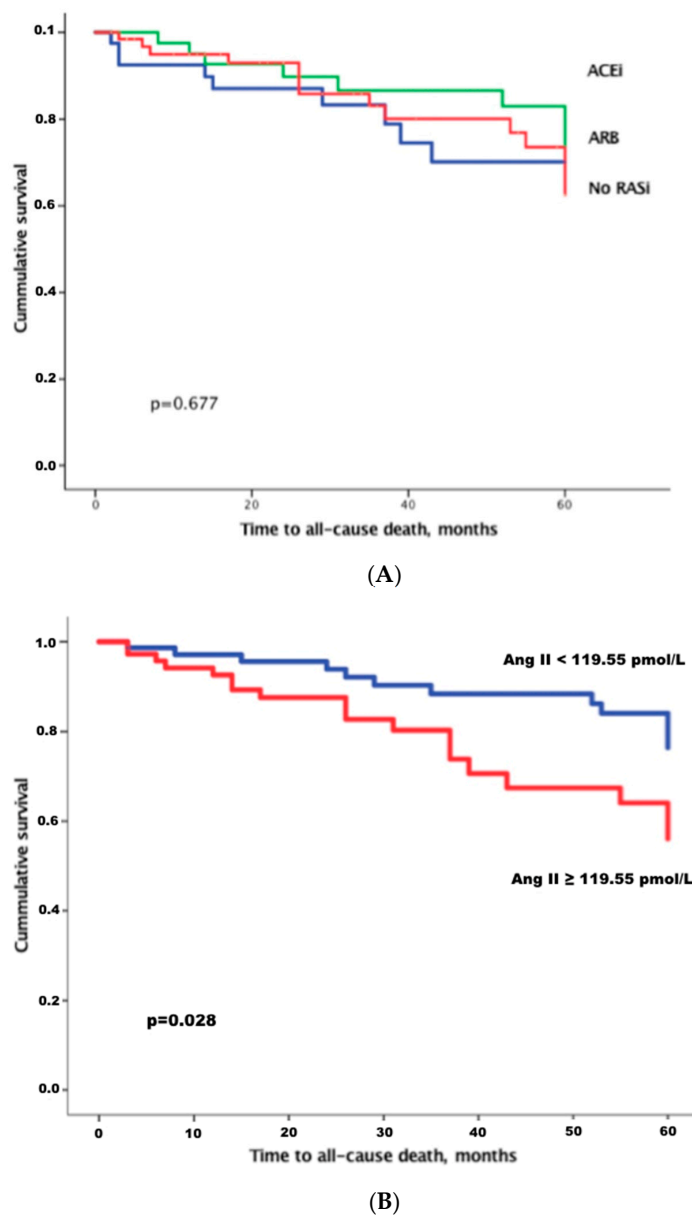 0.1
0.8
0.6
0.4
0.2
0.0
Cummulative survival
ACEi
ARB
No RASi
p=0.677
0 20 40 60
Time to all-cause death, months
(A)
1.0
0.8
0.6
0.4
0.2
0.0
Cummulative survival
Ang II < 119.55 pmol/L
Ang II ≥ 119.55 pmol/L
p=0.028
0 10 20 30 40 50 60
Time to all-cause death, months
(B)